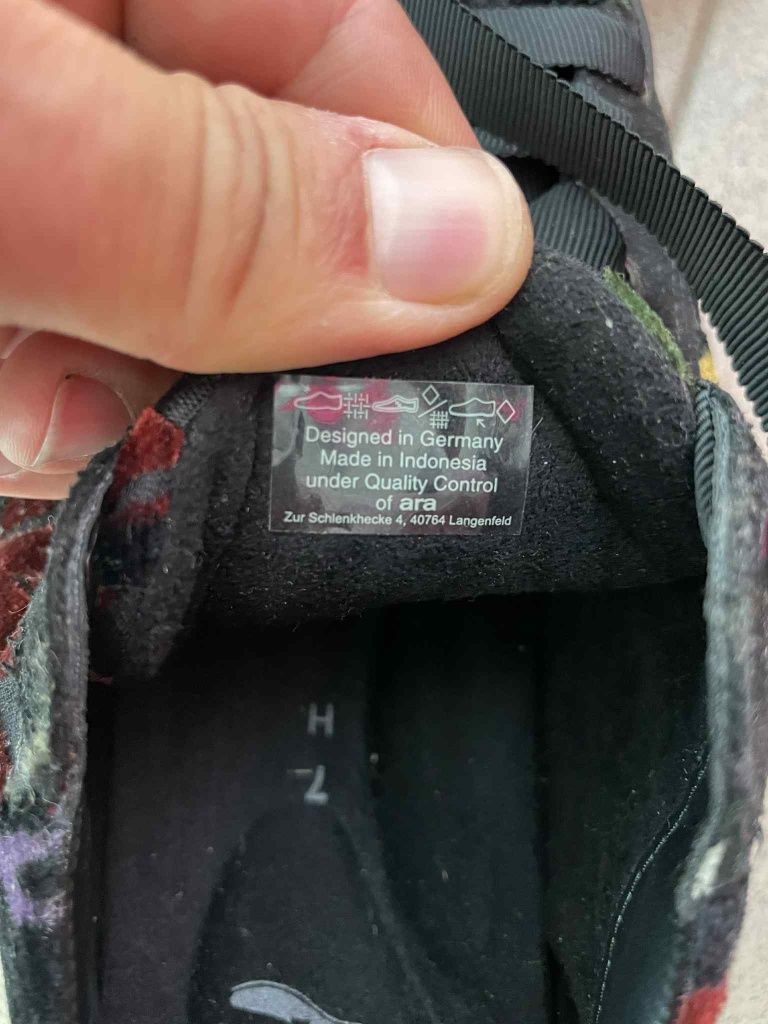 Designed in Germany
Made in Indonesia
under Quality Control
of ara
Zur Schlenkhecke 4, 40764 Langenfeld
H
7